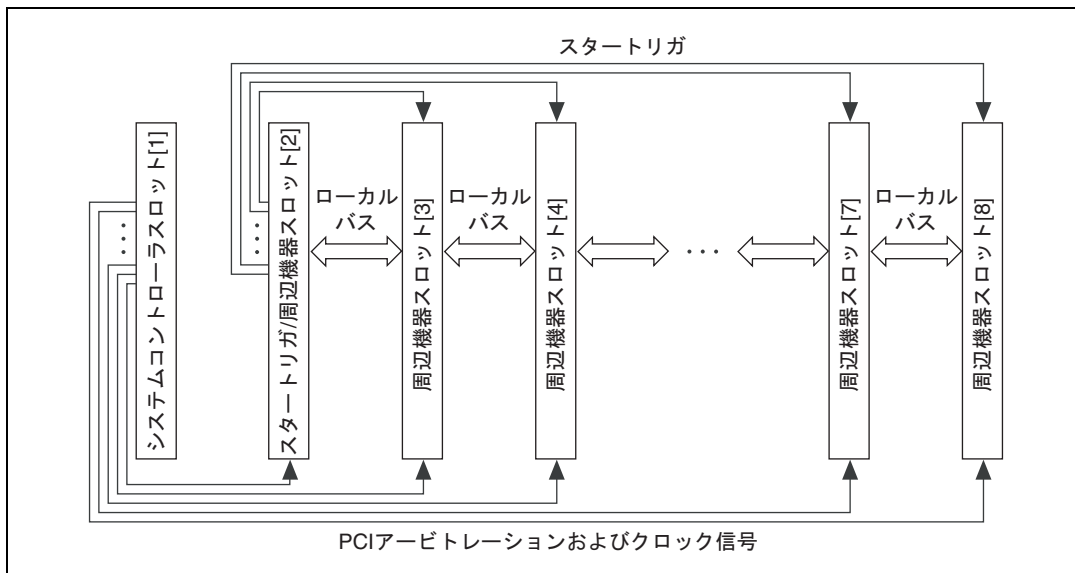 スタートリガ
システムコントローラスロット[1]
・・・
スタートリガ/周辺機器スロット[2]
・・・
ローカル
バス
周辺機器スロット[3]
ローカル
バス
周辺機器スロット[4]
・・・
周辺機器スロット[7]
ローカル
バス
周辺機器スロット[8]
PCIアービトレーションおよびクロック信号